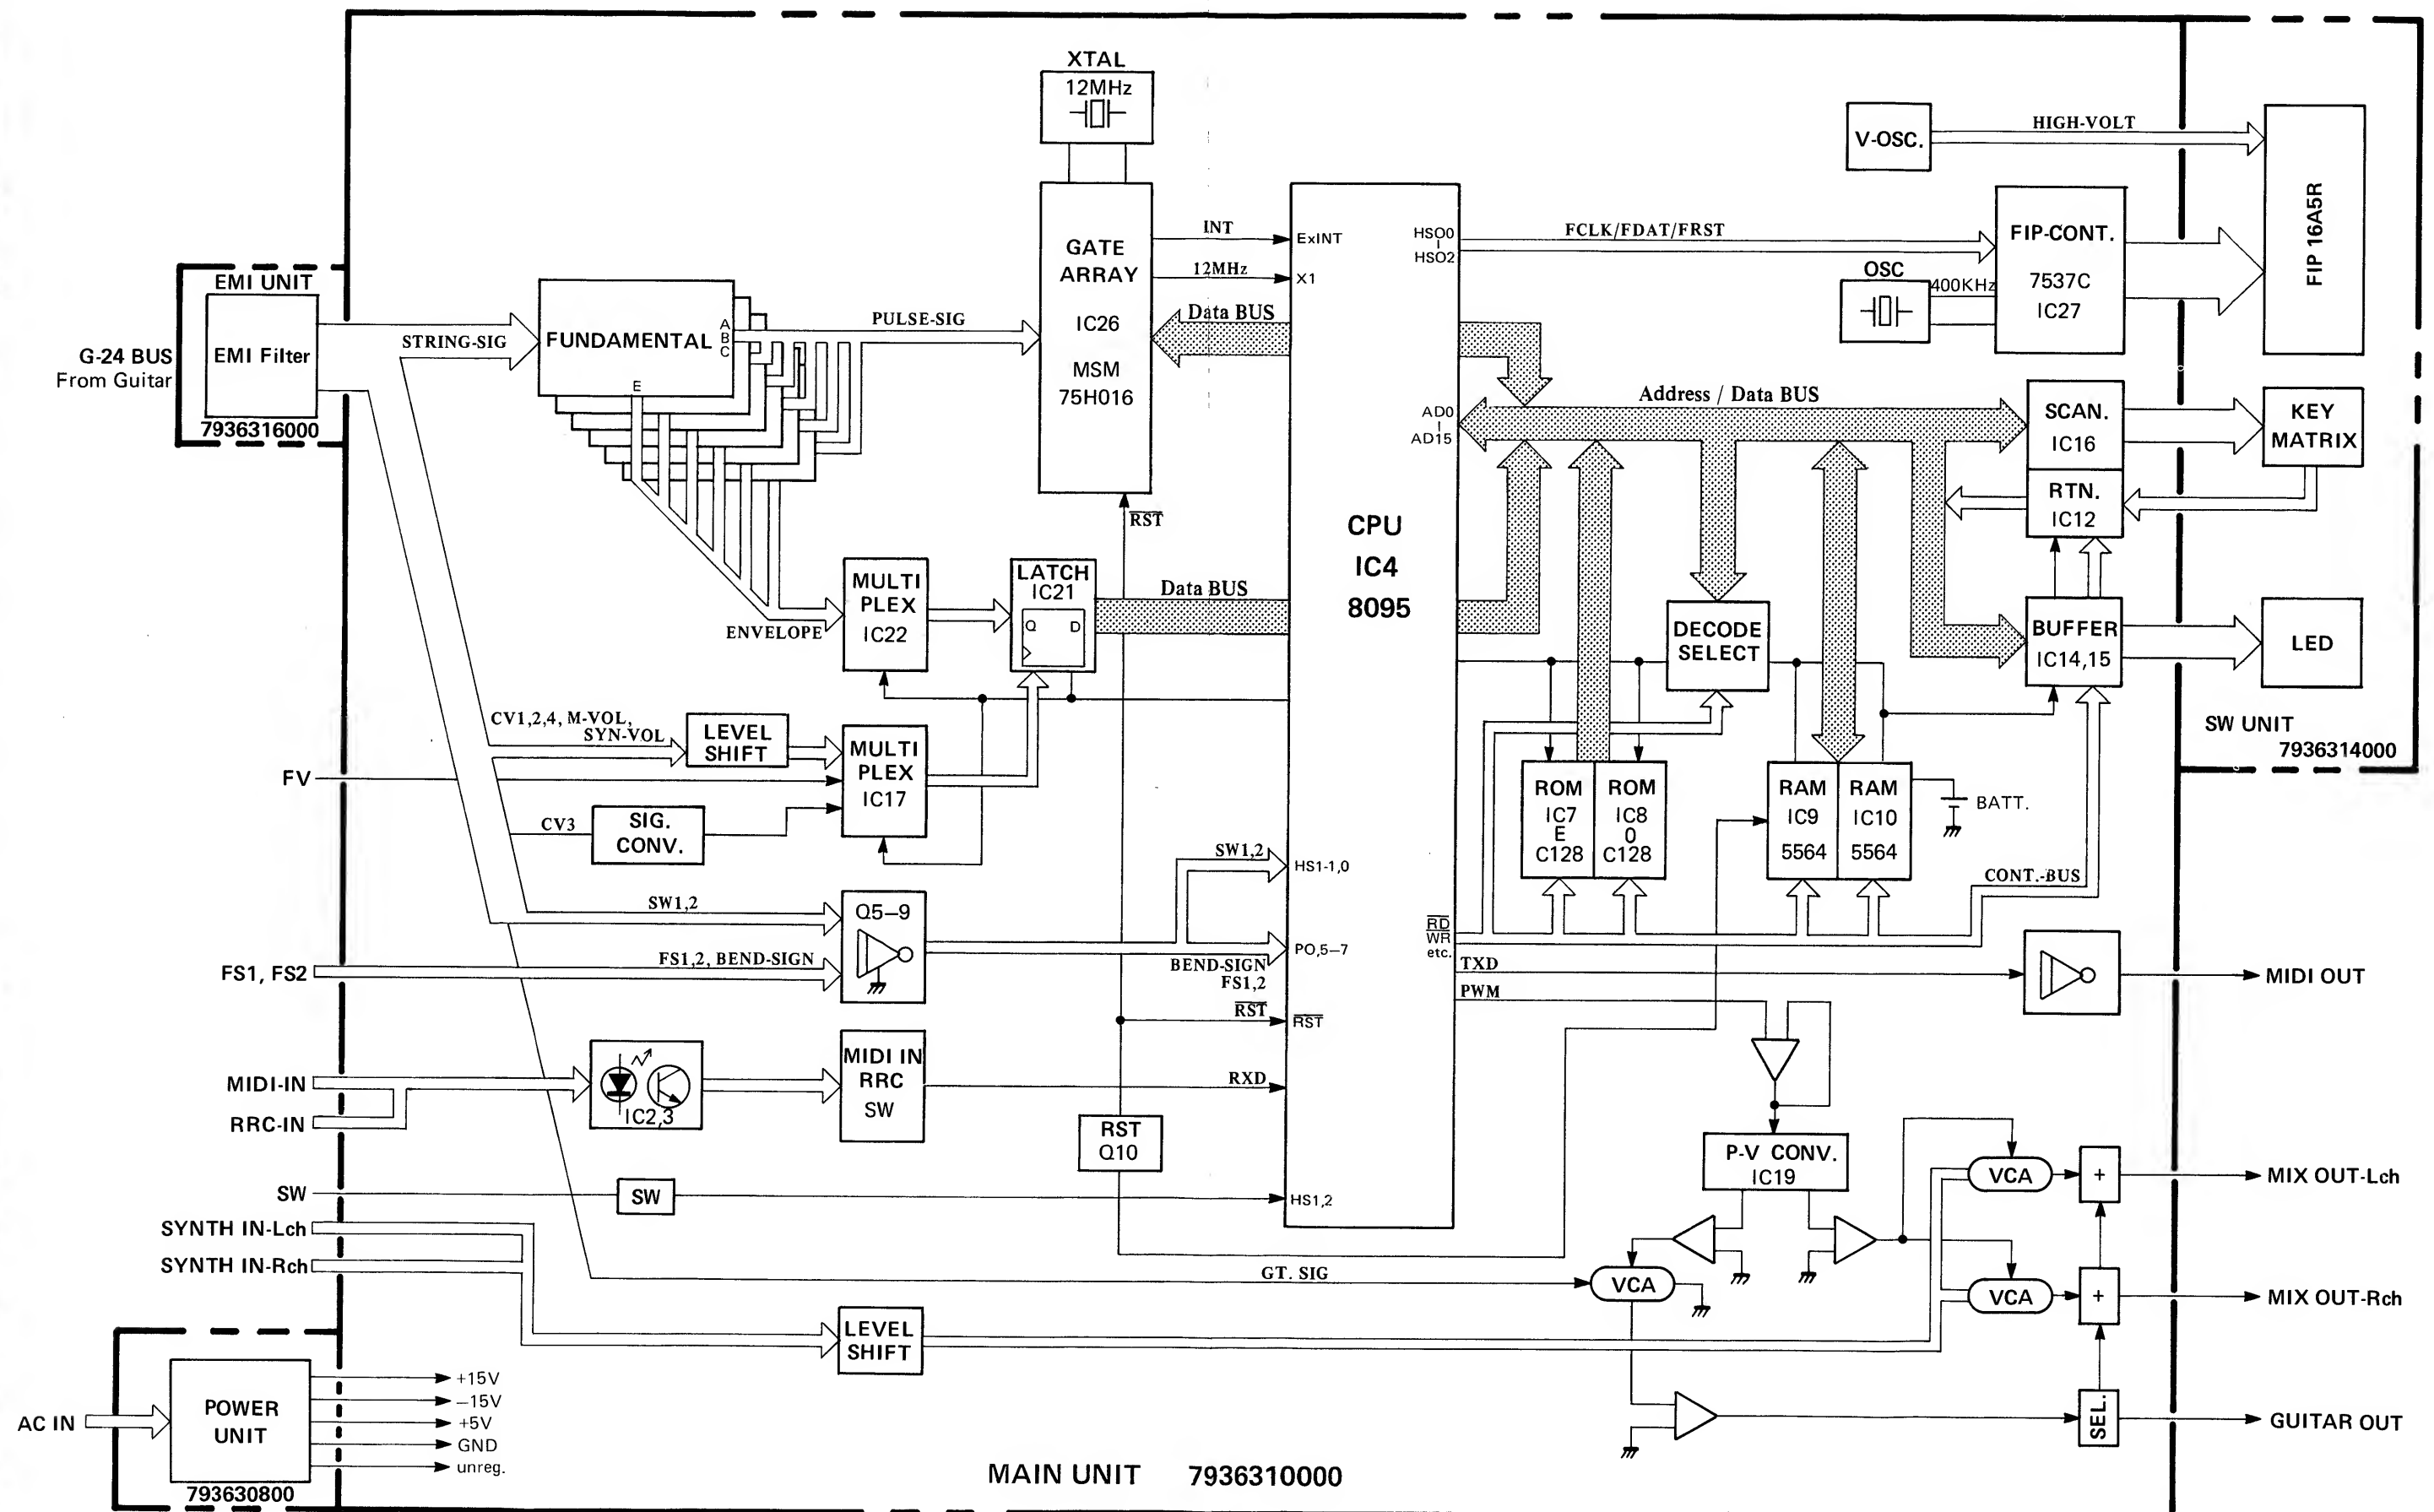 XTAL
12MHz
V-OSC.
HIGH-VOLT
FIP 16A5R
GATE
ARRAY
IC26
MSM
75H016
INT
12MHz
Data BUS
ExINT
X1
HSO0
HSO2
FCLK/FDAT/FRST
OSC
400KHz
FIP-CONT.
7537C
IC27
EMI UNIT
EMI Filter
7936316000
G-24 BUS
From Guitar
STRING-SIG
FUNDAMENTAL
A
B
C
E
PULSE-SIG
CPU
IC4
8095
AD0
AD15
Address / Data BUS
SCAN.
IC16
KEY
MATRIX
RTN.
IC12
RST
MULTI
PLEX
IC22
LATCH
IC21
Q
D
Data BUS
ENVELOPE
DECODE
SELECT
BUFFER
IC14,15
LED
SW UNIT
7936314000
CV1,2,4, M-VOL,
SYN-VOL
LEVEL
SHIFT
MULTI
PLEX
IC17
FV
CV3
SIG.
CONV.
ROM
IC7
E
C128
ROM
IC8
O
C128
RAM
IC9
5564
RAM
IC10
5564
BATT.
CONT.-BUS
SW1,2
HS1-1,0
SW1,2
Q5–9
FS1, FS2
FS1,2, BEND-SIGN
PO,5–7
BEND-SIGN
FS1,2
RD
WR
etc.
TXD
MIDI OUT
PWM
RST
RST
MIDI-IN
RRC-IN
IC2,3
MIDI IN
RRC
SW
RXD
RST
Q10
P-V CONV.
IC19
VCA
+
MIX OUT-Lch
SW
SW
HS1,2
SYNTH IN-Lch
SYNTH IN-Rch
GT. SIG
VCA
VCA
+
MIX OUT-Rch
LEVEL
SHIFT
AC IN
POWER
UNIT
793630800
+15V
–15V
+5V
GND
unreg.
SEL.
GUITAR OUT
MAIN UNIT 7936310000